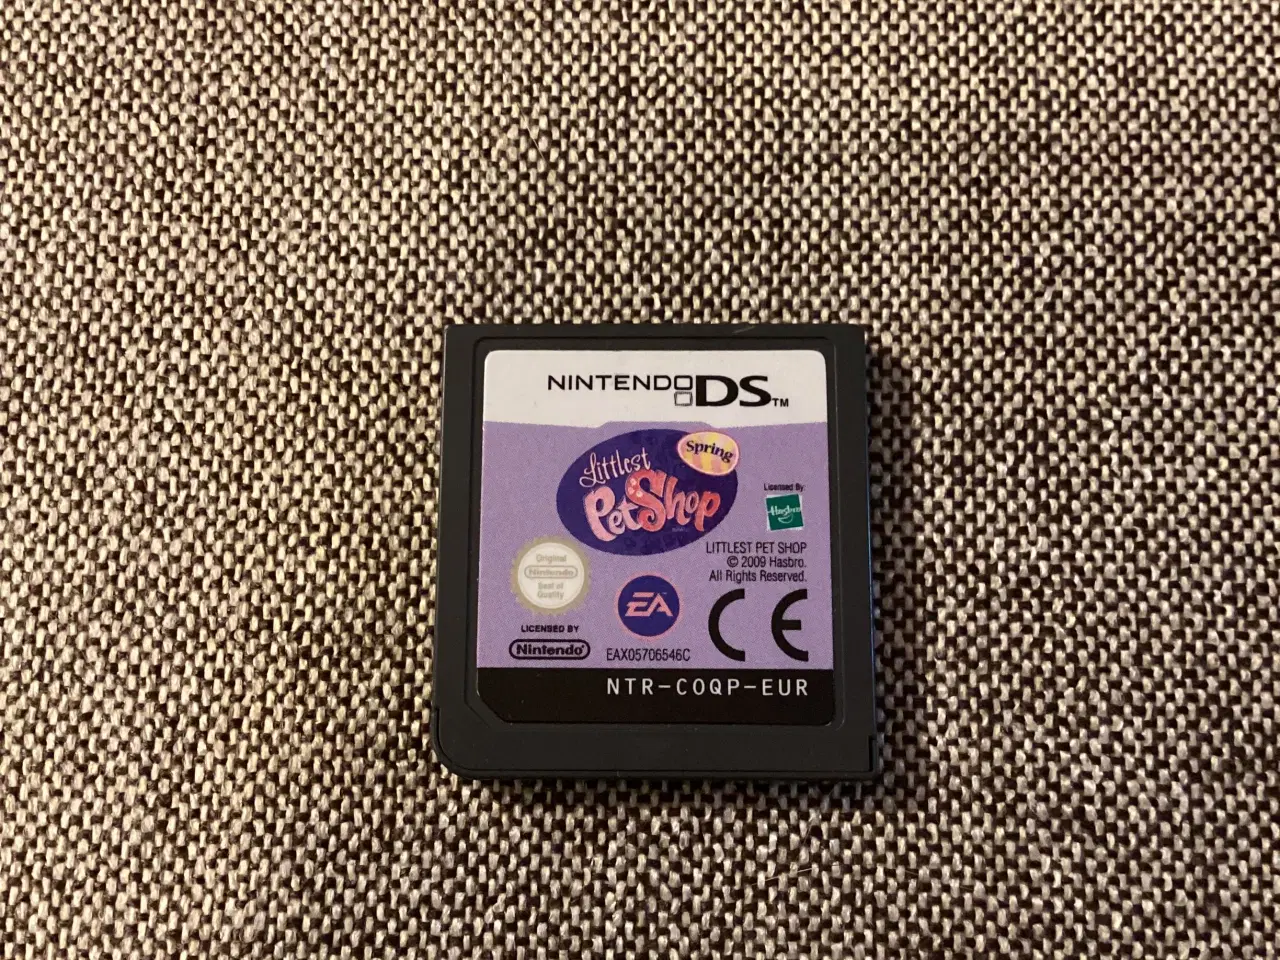 NINTENDO DS™
Spring
Littlest
PetShop
Licensed By:
Hasbro
LITTLEST PET SHOP
© 2009 Hasbro.
All Rights Reserved.
Original
Nintendo
Seal of
Quality
EA
CE
LICENSED BY
Nintendo®
EAX05706546C
NTR-COQP-EUR